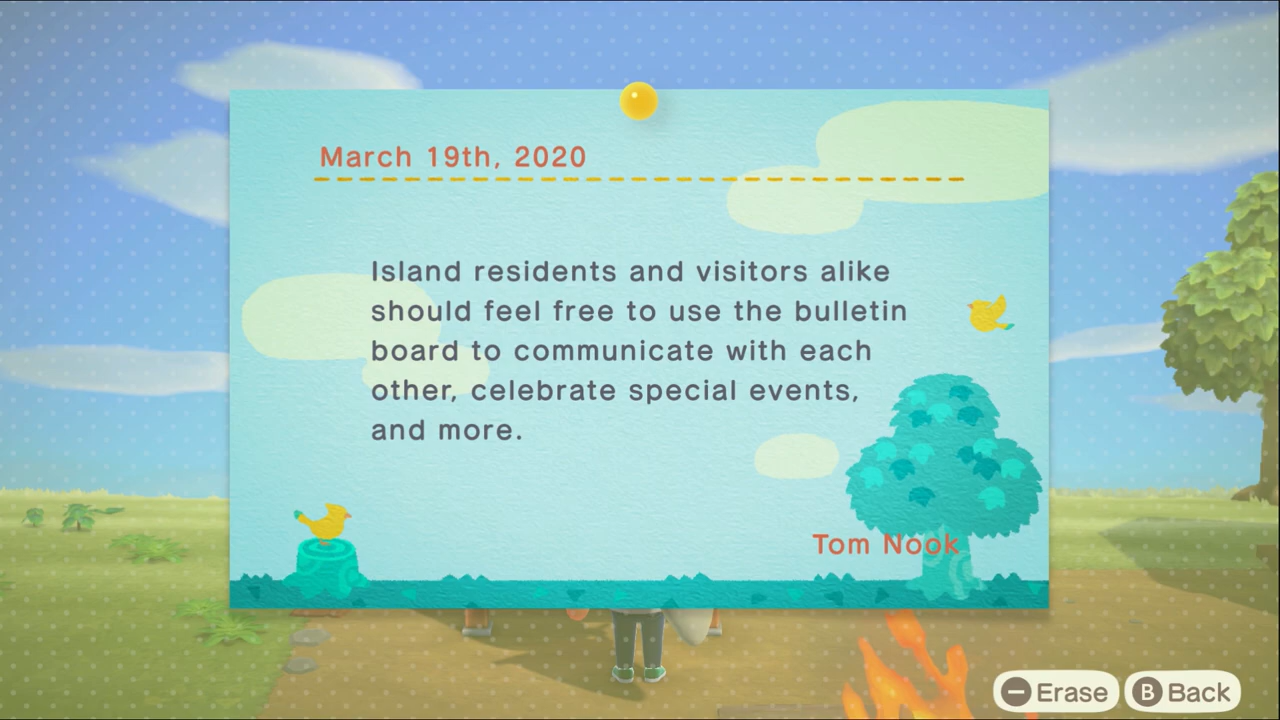 March 19th, 2020
Island residents and visitors alike
should feel free to use the bulletin
board to communicate with each
other, celebrate special events,
and more.
Tom Nook
− Erase B Back